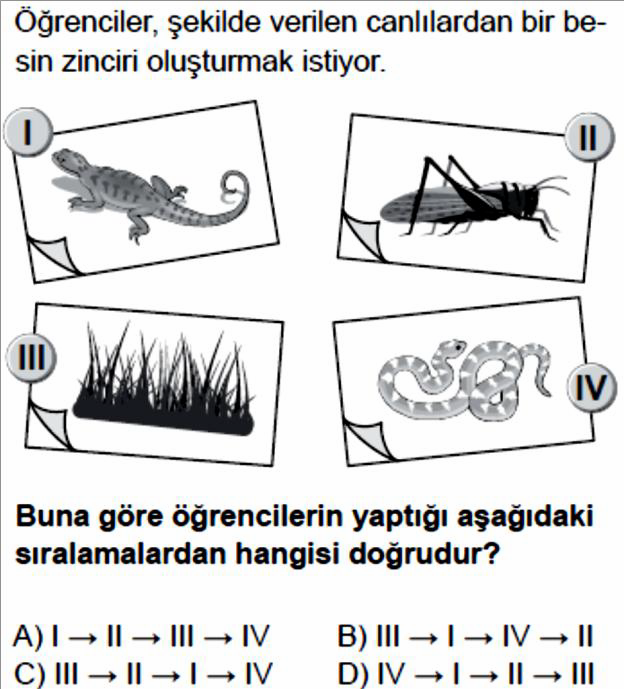 Öğrenciler, şekilde verilen canlılardan bir be-
sin zinciri oluşturmak istiyor.
I
II
III
IV
Buna göre öğrencilerin yaptığı aşağıdaki
sıralamalardan hangisi doğrudur?
A) I → II → III → IV
B) III → I → IV → II
C) III → II → I → IV
D) IV → I → II → III